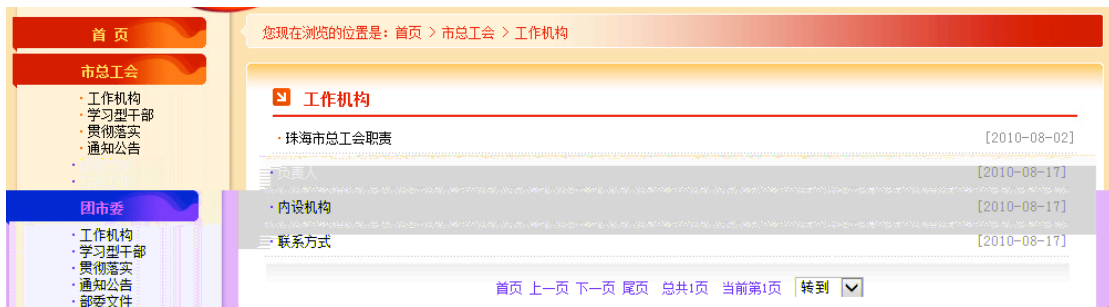 首 页
市总工会
·工作机构
·学习型干部
·贯彻落实
·通知公告
团市委
·工作机构
·学习型干部
·贯彻落实
·通知公告
·部委文件
您现在浏览的位置是: 首页 > 市总工会 > 工作机构
工作机构
·珠海市总工会职责 [2010-08-02]
·负责人 [2010-08-17]
·内设机构 [2010-08-17]
·联系方式 [2010-08-17]
首页 上一页 下一页 尾页 总共1页 当前第1页 转到